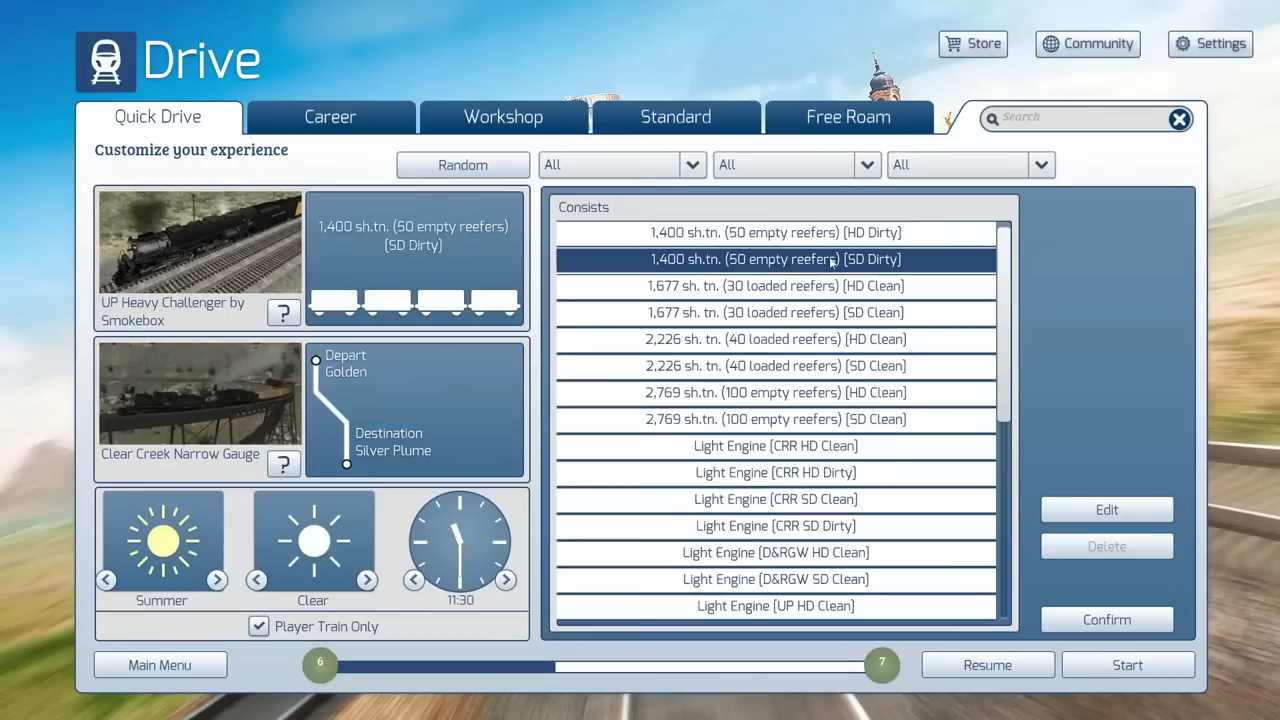 Drive
Store
Community
Settings
Quick Drive
Career
Workshop
Standard
Free Roam
Search
Customize your experience
Random
All
All
All
1,400 sh.tn. (50 empty reefers)
[SD Dirty]
UP Heavy Challenger by
Smokebox
?
Depart
Golden
Destination
Silver Plume
Clear Creek Narrow Gauge
?
Summer
Clear
11:30
Player Train Only
Consists
1,400 sh.tn. (50 empty reefers) [HD Dirty]
1,400 sh.tn. (50 empty reefers) [SD Dirty]
1,677 sh. tn. (30 loaded reefers) [HD Clean]
1,677 sh. tn. (30 loaded reefers) [SD Clean]
2,226 sh. tn. (40 loaded reefers) [HD Clean]
2,226 sh. tn. (40 loaded reefers) [SD Clean]
2,769 sh.tn. (100 empty reefers) [HD Clean]
2,769 sh.tn. (100 empty reefers) [SD Clean]
Light Engine [CRR HD Clean]
Light Engine [CRR HD Dirty]
Light Engine [CRR SD Clean]
Light Engine [CRR SD Dirty]
Light Engine [D&RGW HD Clean]
Light Engine [D&RGW SD Clean]
Light Engine [UP HD Clean]
Edit
Delete
Confirm
Main Menu
6
7
Resume
Start